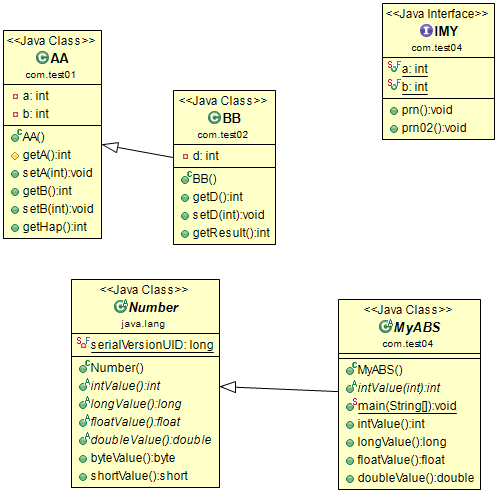 <<Java Class>>
AA
com.test01
a: int
b: int
AA()
getA():int
setA(int):void
getB():int
setB(int):void
getHap():int
<<Java Class>>
BB
com.test02
d: int
BB()
getD():int
setD(int):void
getResult():int
<<Java Interface>>
IMY
com.test04
a: int
b: int
prn():void
prn02():void
<<Java Class>>
Number
java.lang
serialVersionUID: long
Number()
intValue():int
longValue():long
floatValue():float
doubleValue():double
byteValue():byte
shortValue():short
<<Java Class>>
MyABS
com.test04
MyABS()
intValue(int):int
main(String[]):void
intValue():int
longValue():long
floatValue():float
doubleValue():double